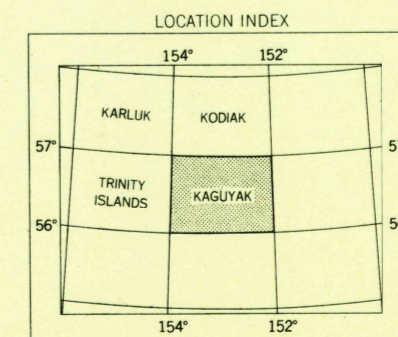 LOCATION INDEX
154° 152°
KARLUK KODIAK
57°
TRINITY
ISLANDS KAGUYAK
56°
154° 152°